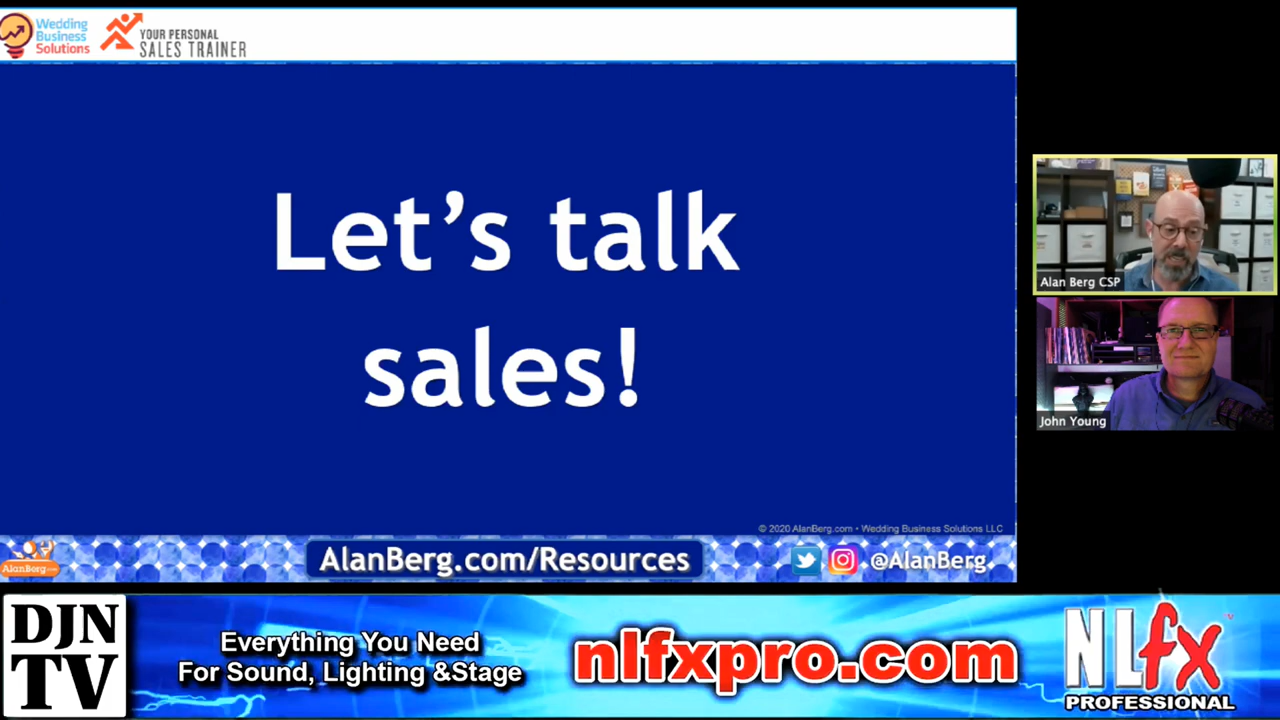 Wedding
Business
Solutions
YOUR PERSONAL
SALES TRAINER
Let's talk
sales!
© 2020 AlanBerg.com • Wedding Business Solutions LLC
AlanBerg.com
AlanBerg.com/Resources
@AlanBerg
Alan Berg CSP
John Young
DJN
TV
Everything You Need
For Sound, Lighting &Stage
nlfxpro.com
NLfx
PROFESSIONAL